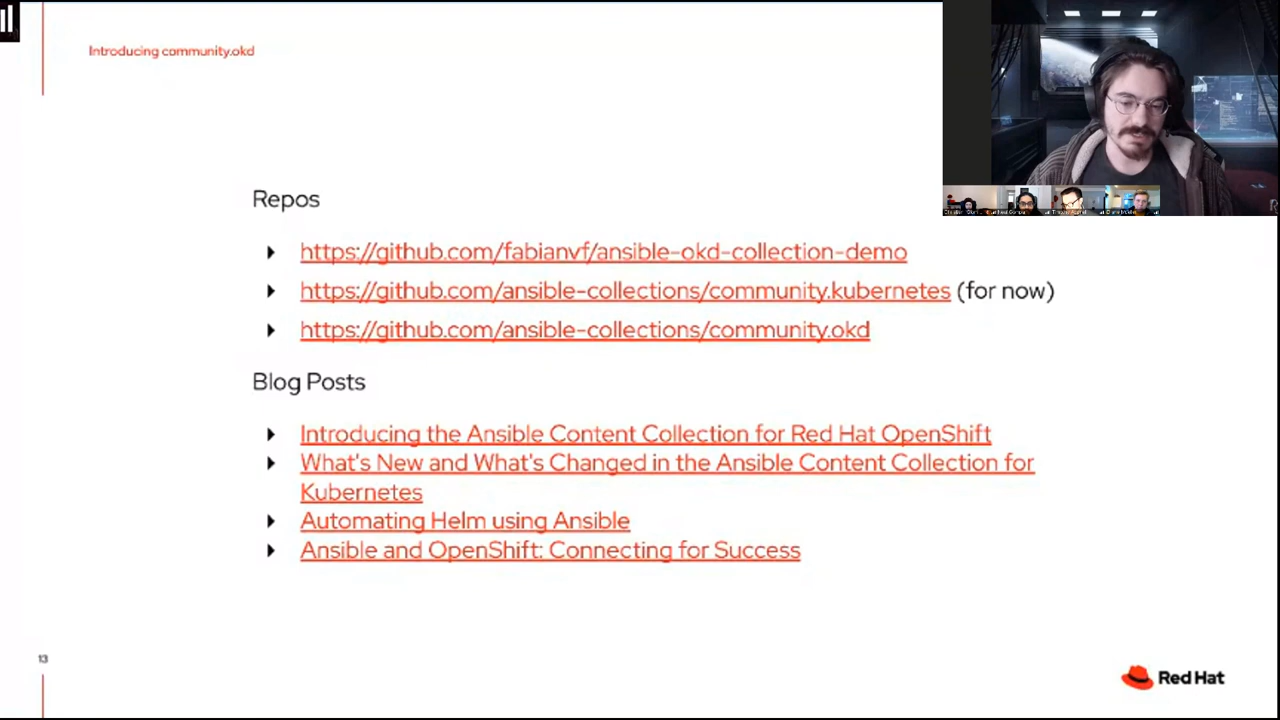 Introducing community.okd
Repos
https://github.com/fabianvf/ansible-okd-collection-demo
https://github.com/ansible-collections/community.kubernetes (for now)
https://github.com/ansible-collections/community.okd
Blog Posts
Introducing the Ansible Content Collection for Red Hat OpenShift
What's New and What's Changed in the Ansible Content Collection for
Kubernetes
Automating Helm using Ansible
Ansible and OpenShift: Connecting for Success
13
Red Hat